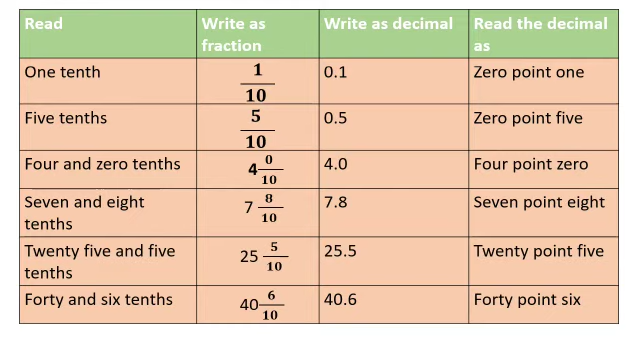 Read Write as fraction Write as decimal Read the decimal as
One tenth 1/10 0.1 Zero point one
Five tenths 5/10 0.5 Zero point five
Four and zero tenths 4 0/10 4.0 Four point zero
Seven and eight tenths 7 8/10 7.8 Seven point eight
Twenty five and five tenths 25 5/10 25.5 Twenty point five
Forty and six tenths 40 6/10 40.6 Forty point six